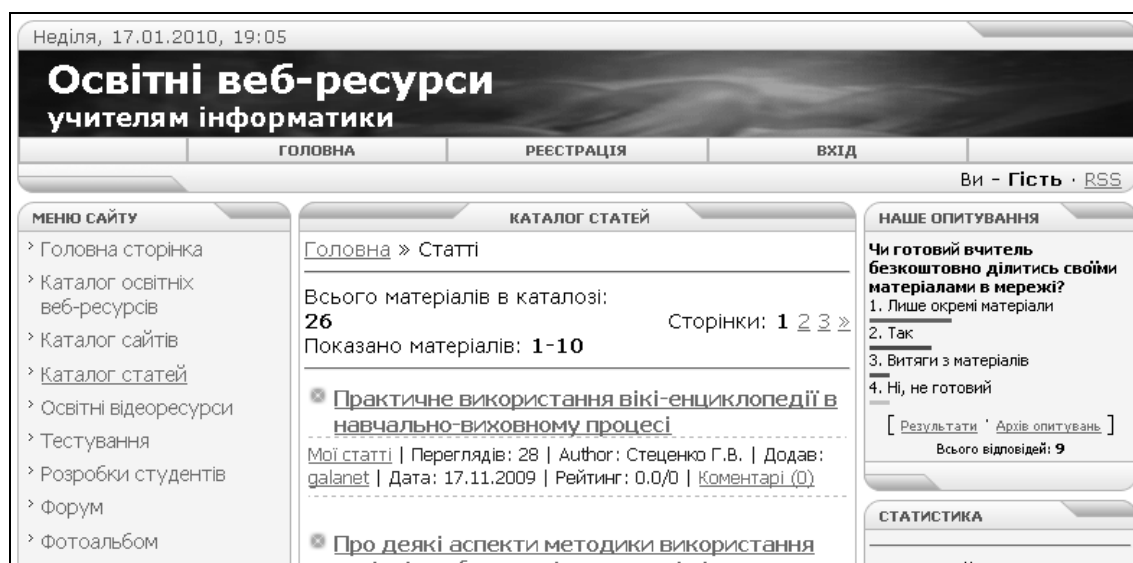 Неділя, 17.01.2010, 19:05
Освітні веб-ресурси
учителям інформатики
ГОЛОВНА РЕЄСТРАЦІЯ ВХІД
Ви - Гість · RSS
МЕНЮ САЙТУ
Головна сторінка
Каталог освітніх
веб-ресурсів
Каталог сайтів
Каталог статей
Освітні відеоресурси
Тестування
Розробки студентів
Форум
Фотоальбом
КАТАЛОГ СТАТЕЙ
Головна » Статті
Всього матеріалів в каталозі:
26
Сторінки: 1 2 3 »
Показано матеріалів: 1-10
Практичне використання вікі-енциклопедії в
навчально-виховному процесі
Мої статті | Переглядів: 28 | Author: Стеценко Г.В. | Додав:
galanet | Дата: 17.11.2009 | Рейтинг: 0.0/0 | Коментарі (0)
Про деякі аспекти методики використання
НАШЕ ОПИТУВАННЯ
Чи готовий вчитель
безкоштовно ділитись своїми
матеріалами в мережі?
1. Лише окремі матеріали
2. Так
3. Витяги з матеріалів
4. Ні, не готовий
[ Результати · Архів опитувань ]
Всього відповідей: 9
СТАТИСТИКА